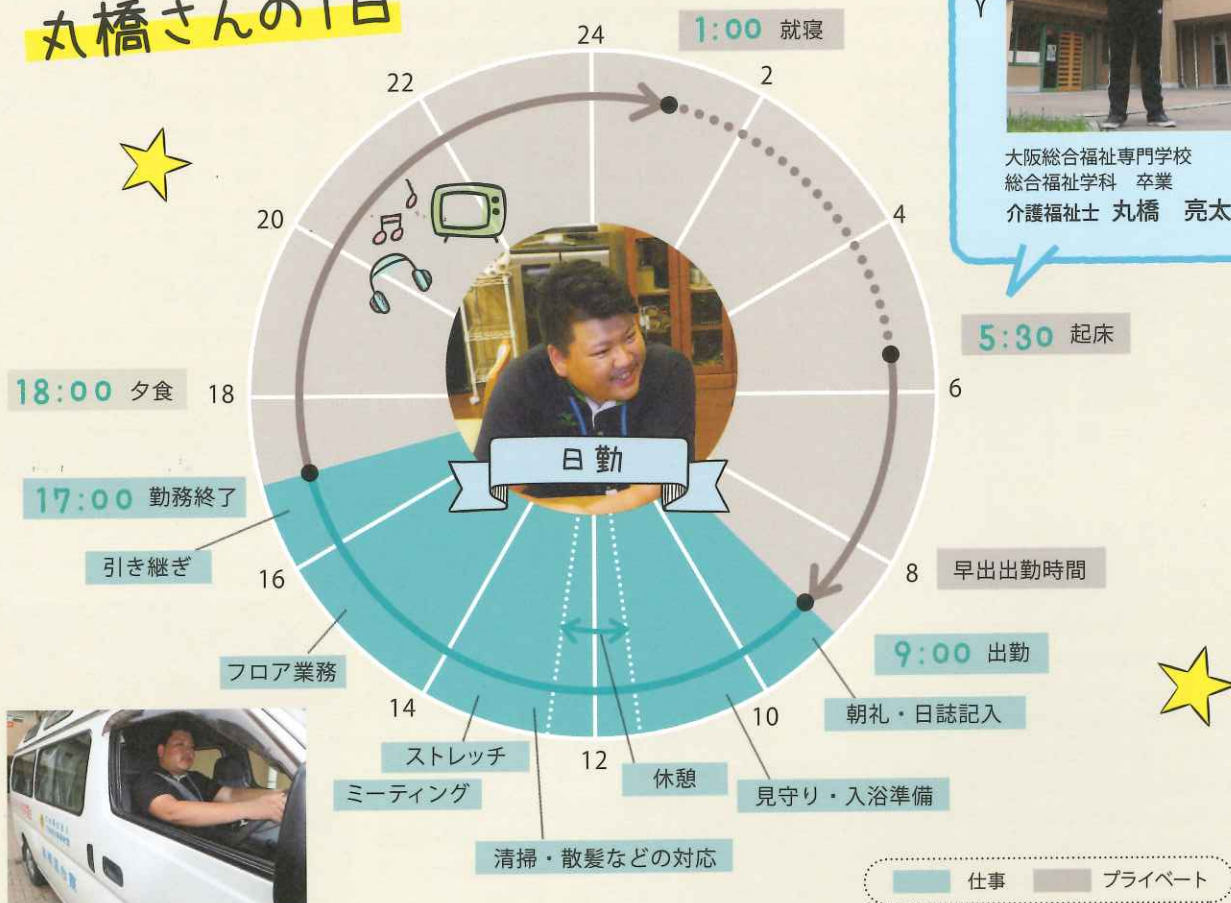 丸橋さんの1日
24
1:00 就寝
2
4
大阪総合福祉専門学校
総合福祉学科 卒業
介護福祉士 丸橋 亮太
5:30 起床
6
8 早出出勤時間
9:00 出勤
朝礼・日誌記入
10
見守り・入浴準備
休憩
12
清掃・散髪などの対応
ストレッチ
ミーティング
14
フロア業務
16
引き継ぎ
17:00 勤務終了
18:00 夕食 18
20
22
日勤
仕事 プライベート